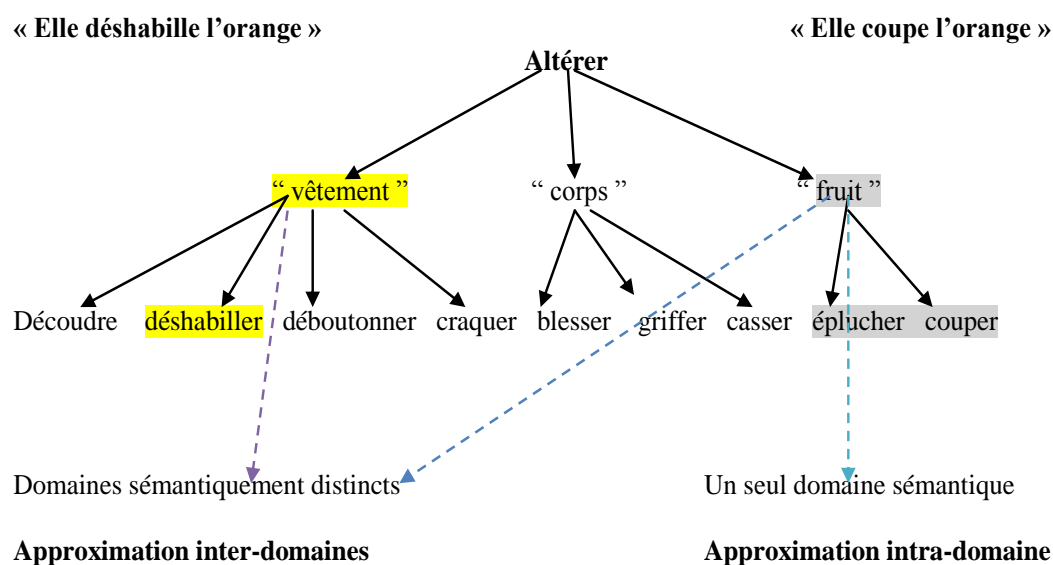 « Elle déshabille l’orange » « Elle coupe l’orange »
Altérer
“ vêtement ” “ corps ” “ fruit ”
Découdre déshabiller déboutonner craquer blesser griffer casser éplucher couper
Domaines sémantiquement distincts Un seul domaine sémantique
Approximation inter-domaines Approximation intra-domaine